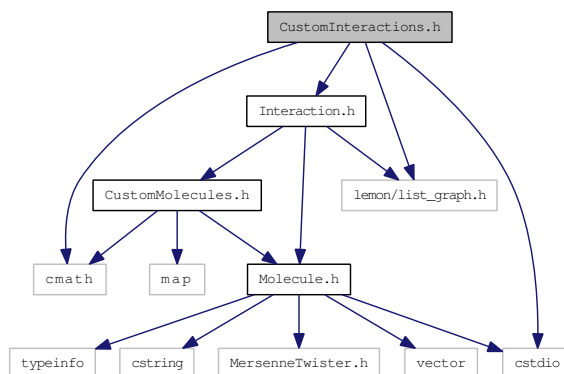 CustomInteractions.h
Interaction.h
CustomMolecules.h
lemon/list_graph.h
cmath
map
Molecule.h
typeinfo
cstring
MersenneTwister.h
vector
cstdio